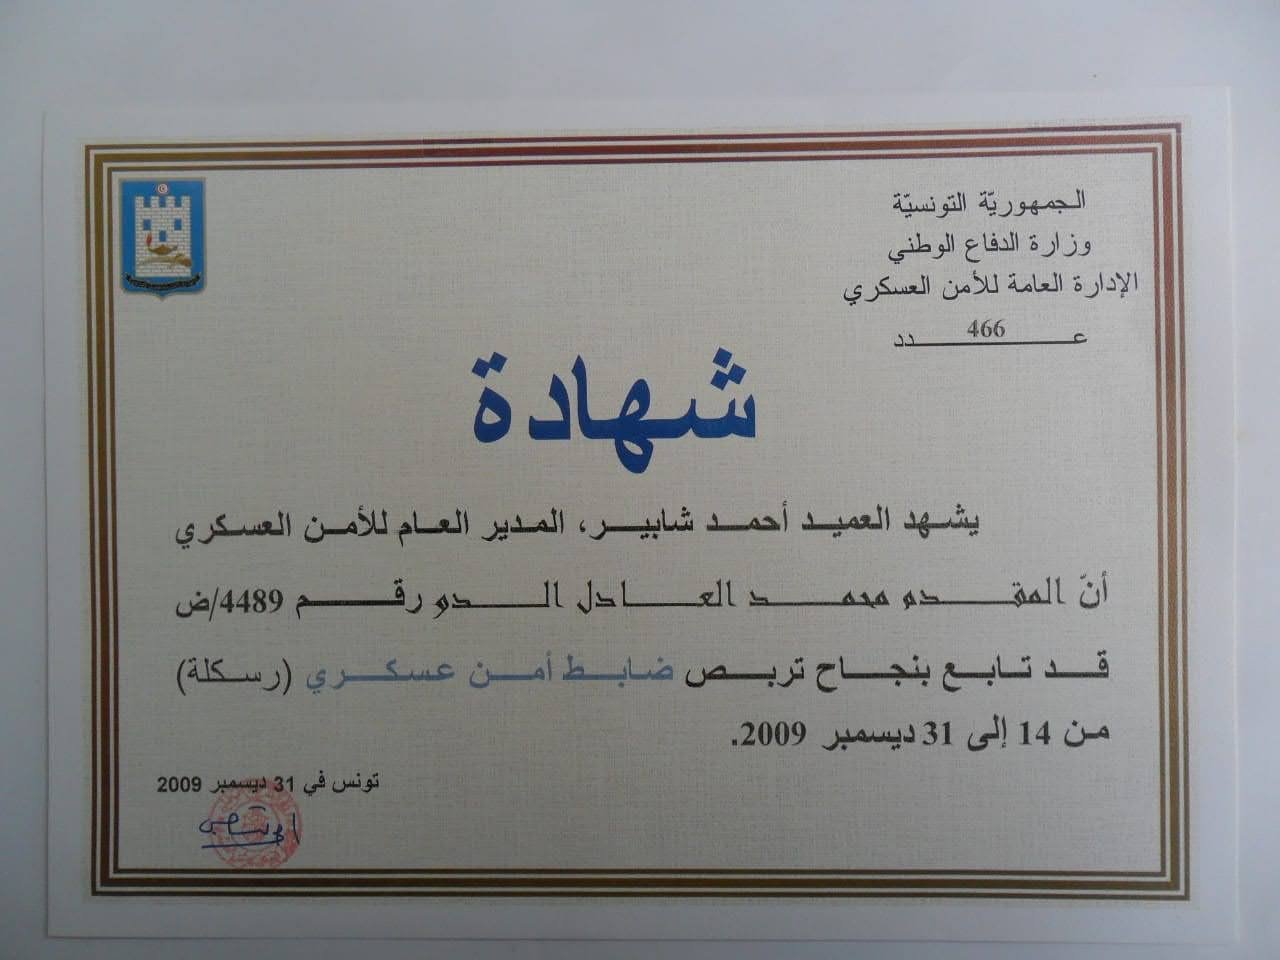 الجمهوريّة التونسيّة
وزارة الدفاع الوطني
الإدارة العامة للأمن العسكري
عـــدد 466
شهادة
يشهد العميد أحمد شابير، المدير العام للأمن العسكري
أنّ المقدم محمد العادل الدو رقم 4489/ض
قد تابع بنجاح تربص ضابط أمن عسكري (رسكلة)
من 14 إلى 31 ديسمبر 2009.
تونس في 31 ديسمبر 2009